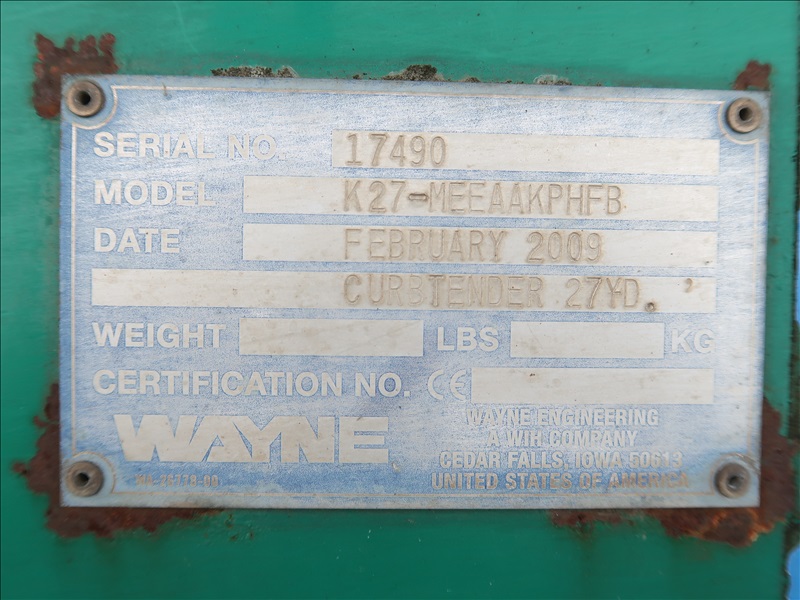 SERIAL NO. 17490
MODEL K27-MEEAAKPHFB
DATE FEBRUARY 2009
CURBTENDER 27YD.
WEIGHT LBS KG
CERTIFICATION NO. CE
WAYNE
WAYNE ENGINEERING
A WIH COMPANY
CEDAR FALLS, IOWA 50613
UNITED STATES OF AMERICA